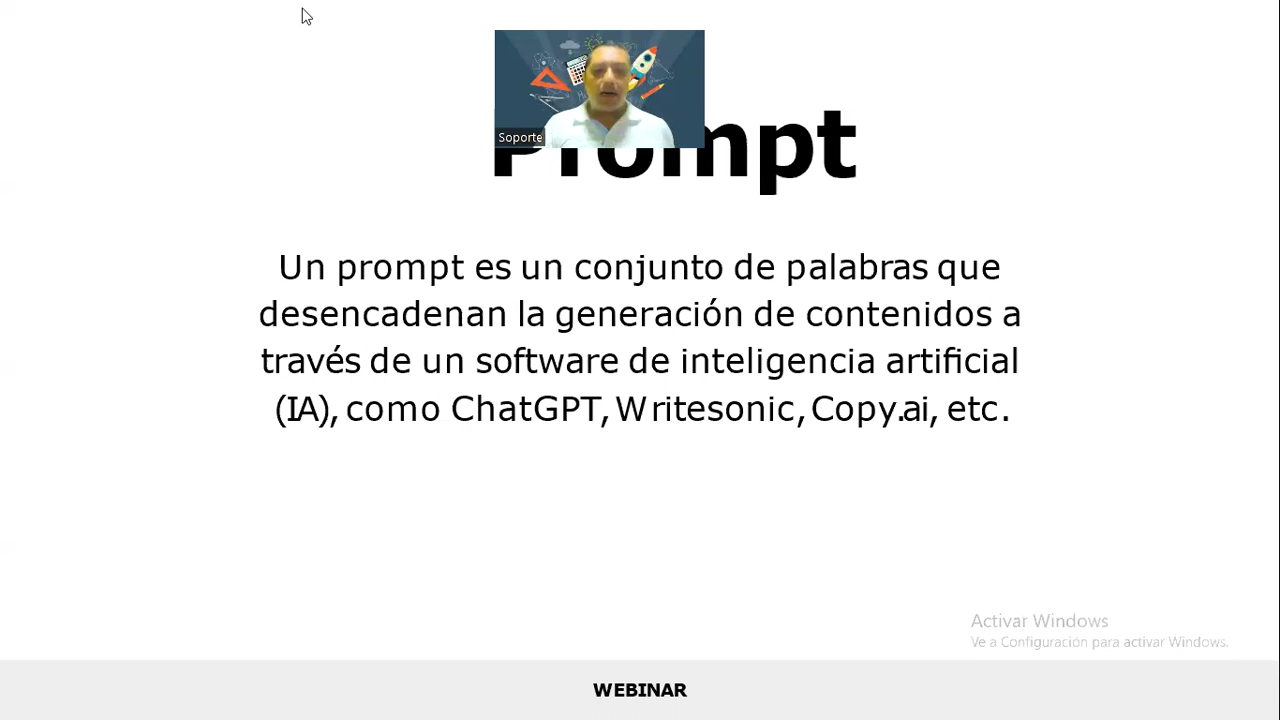 Soporte
Prompt
Un prompt es un conjunto de palabras que
desencadenan la generación de contenidos a
través de un software de inteligencia artificial
(IA), como ChatGPT, Writesonic, Copy.ai, etc.
Activar Windows
Ve a Configuración para activar Windows.
WEBINAR